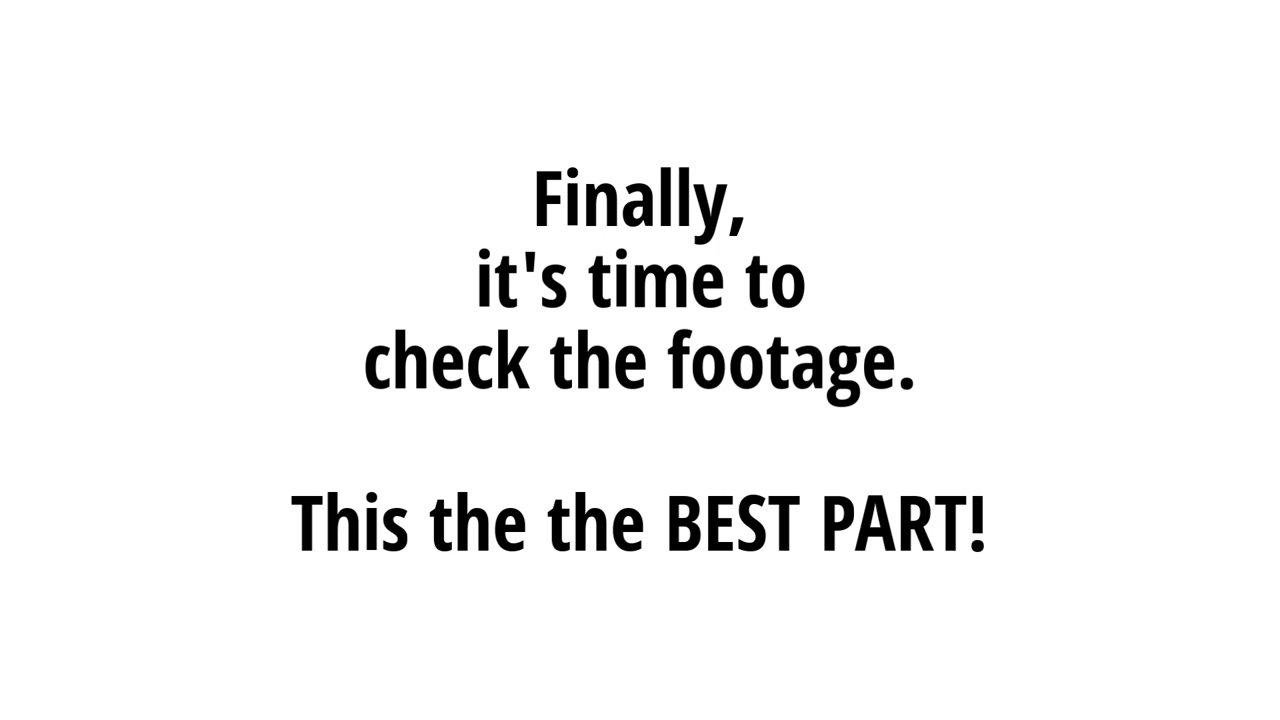 Finally,
it's time to
check the footage.
This the the BEST PART!